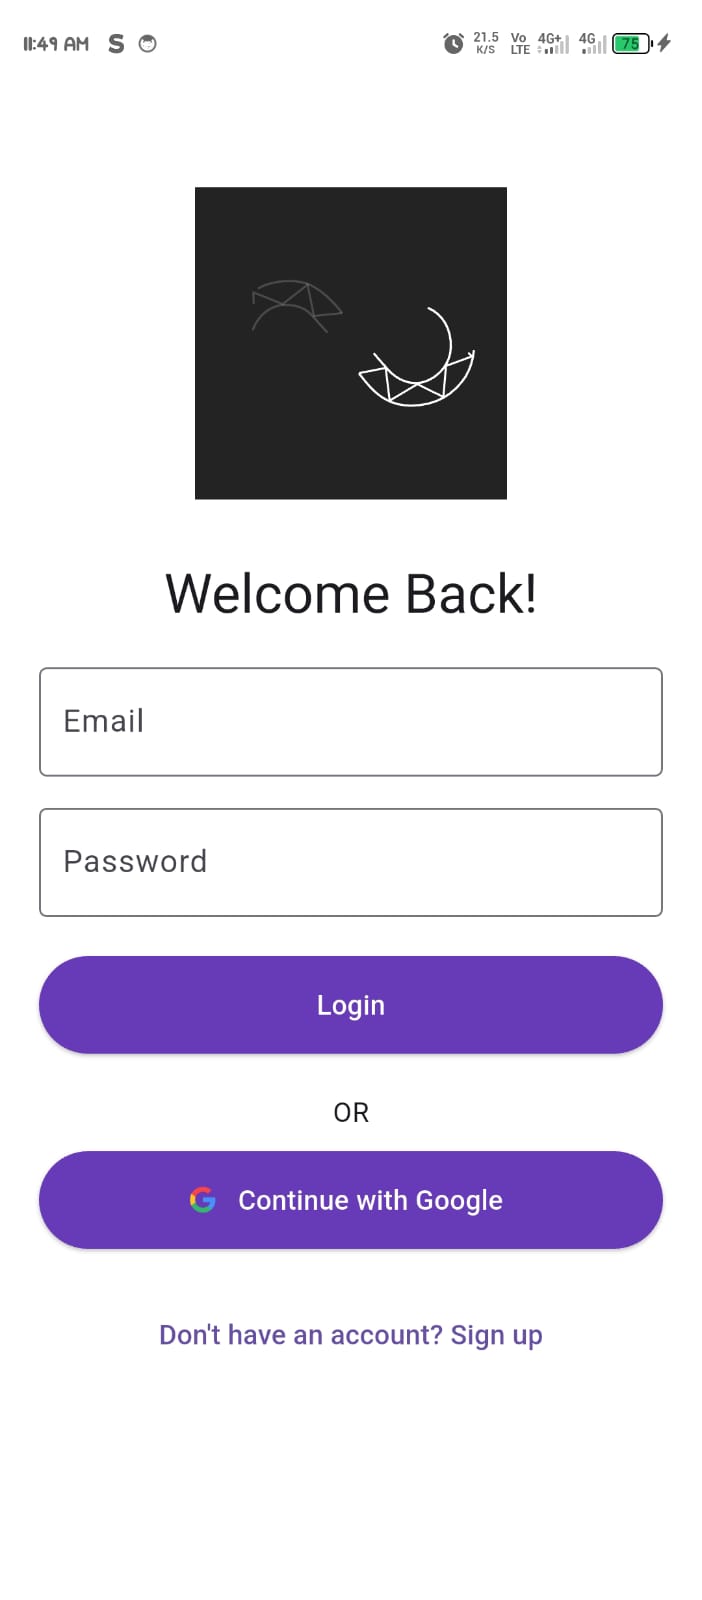 11:49 AM S 21.5 K/S Vo LTE 4G+ 4G 75
Welcome Back!
Email
Password
Login
OR
Continue with Google
Don't have an account? Sign up